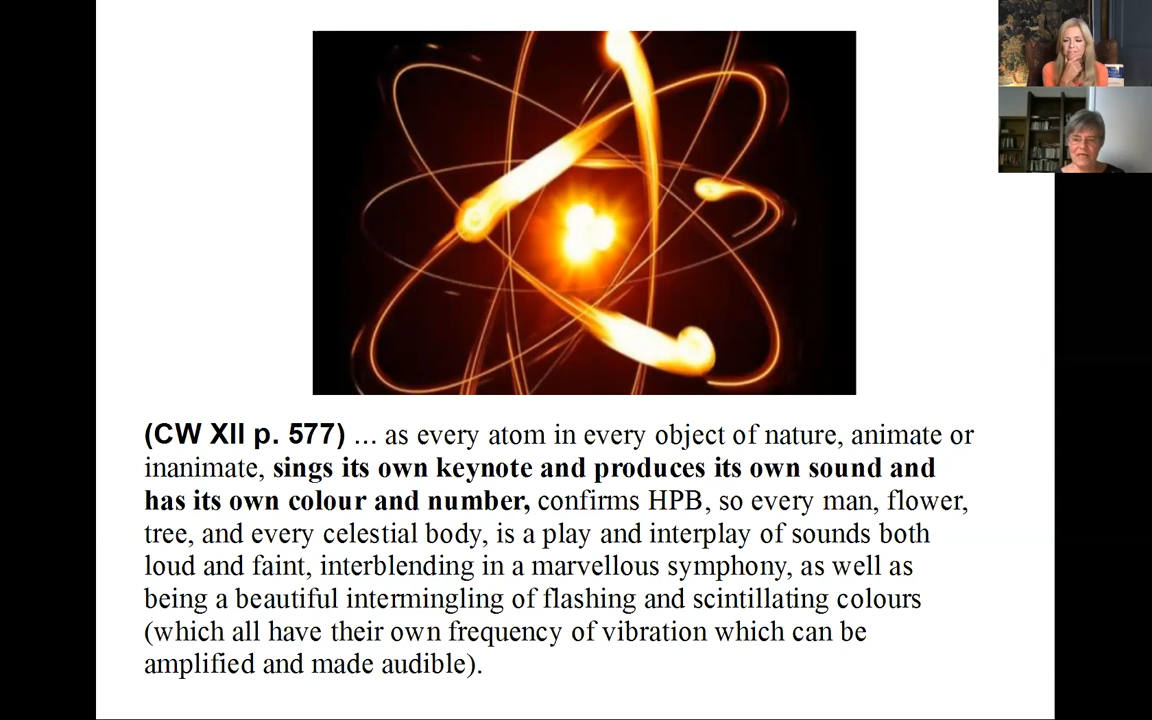 (CW XII p. 577) ... as every atom in every object of nature, animate or
inanimate, sings its own keynote and produces its own sound and
has its own colour and number, confirms HPB, so every man, flower,
tree, and every celestial body, is a play and interplay of sounds both
loud and faint, interblending in a marvellous symphony, as well as
being a beautiful intermingling of flashing and scintillating colours
(which all have their own frequency of vibration which can be
amplified and made audible).